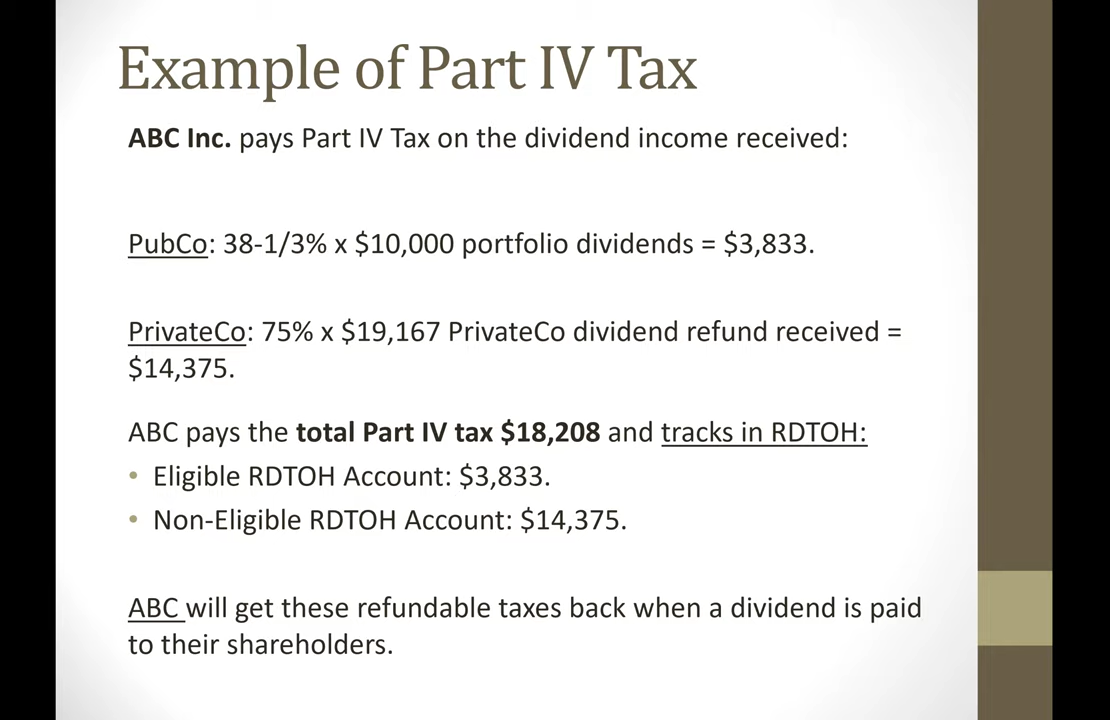 Example of Part IV Tax
ABC Inc. pays Part IV Tax on the dividend income received:
PubCo: 38-1/3% x $10,000 portfolio dividends = $3,833.
PrivateCo: 75% x $19,167 PrivateCo dividend refund received =
$14,375.
ABC pays the total Part IV tax $18,208 and tracks in RDTOH:
• Eligible RDTOH Account: $3,833.
• Non-Eligible RDTOH Account: $14,375.
ABC will get these refundable taxes back when a dividend is paid
to their shareholders.